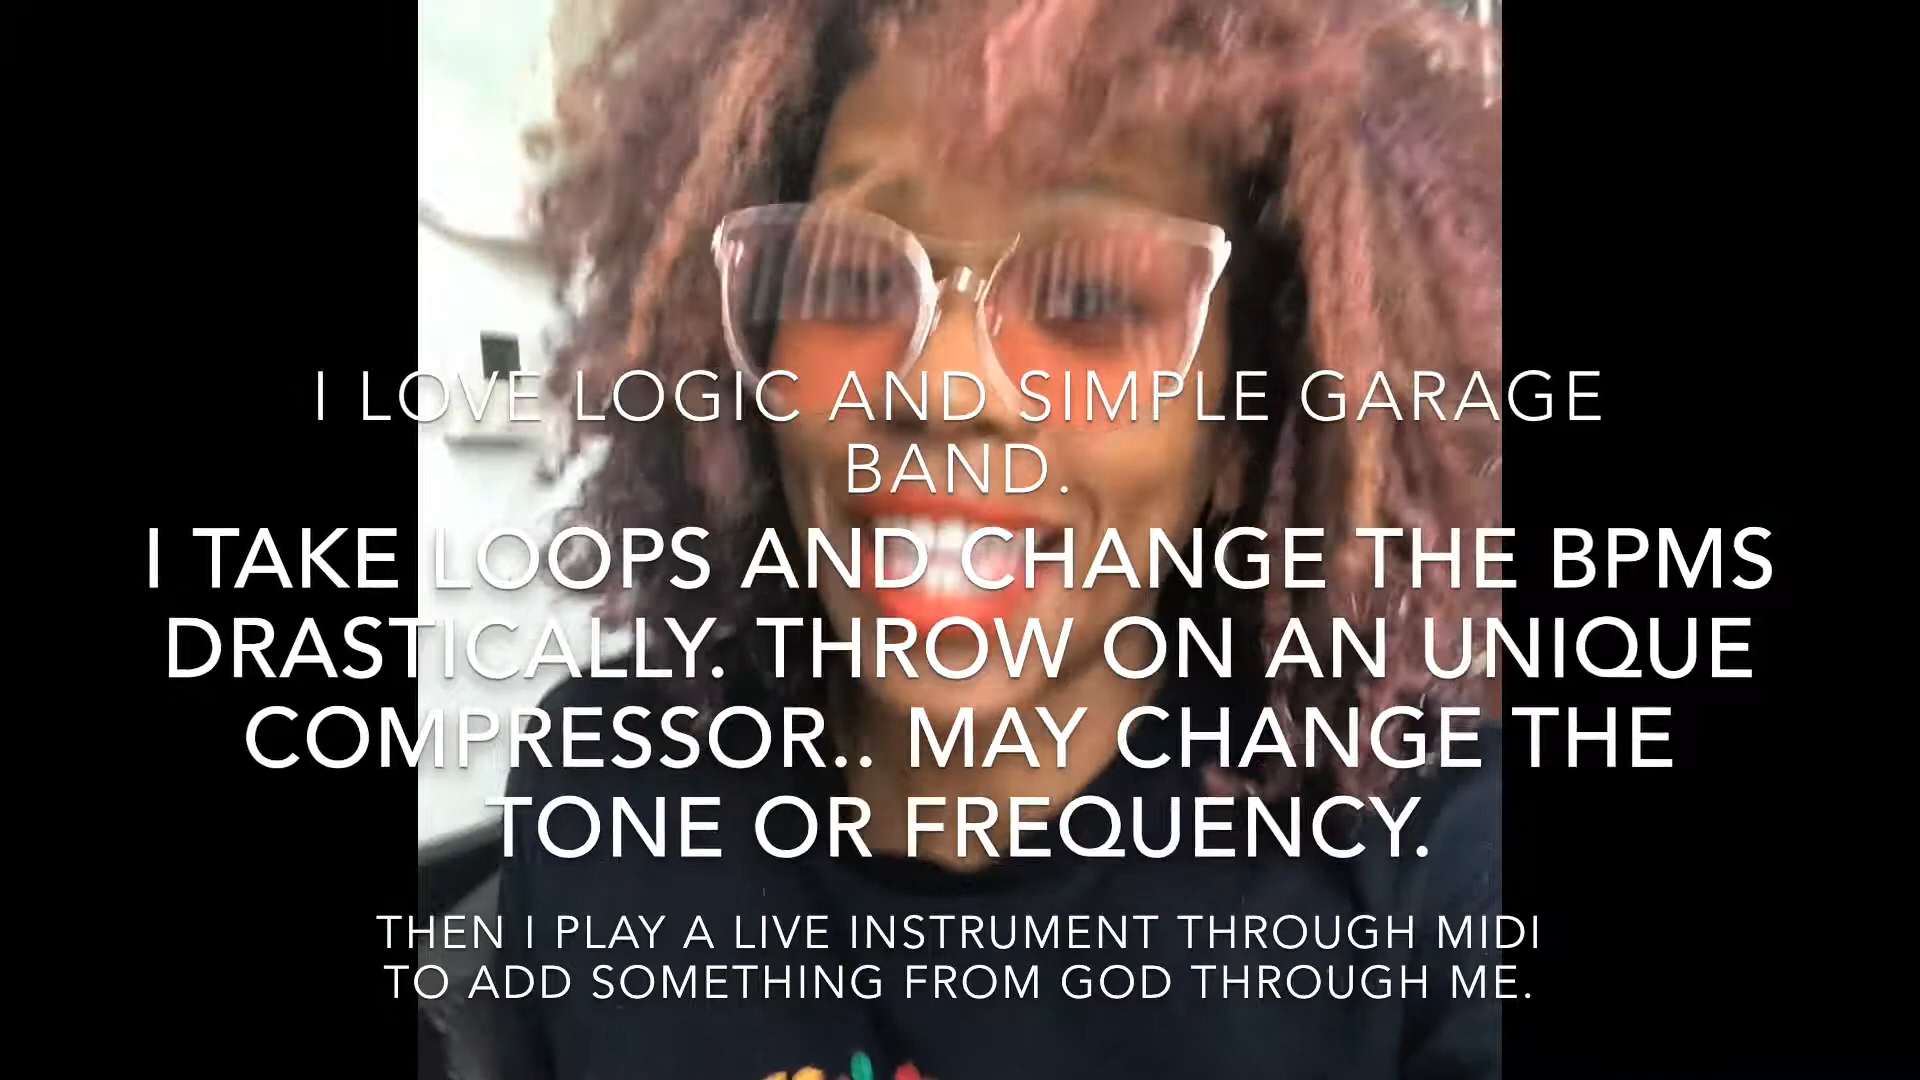 I LOVE LOGIC AND SIMPLE GARAGE
BAND.
I TAKE LOOPS AND CHANGE THE BPMS
DRASTICALLY. THROW ON AN UNIQUE
COMPRESSOR.. MAY CHANGE THE
TONE OR FREQUENCY.
THEN I PLAY A LIVE INSTRUMENT THROUGH MIDI
TO ADD SOMETHING FROM GOD THROUGH ME.